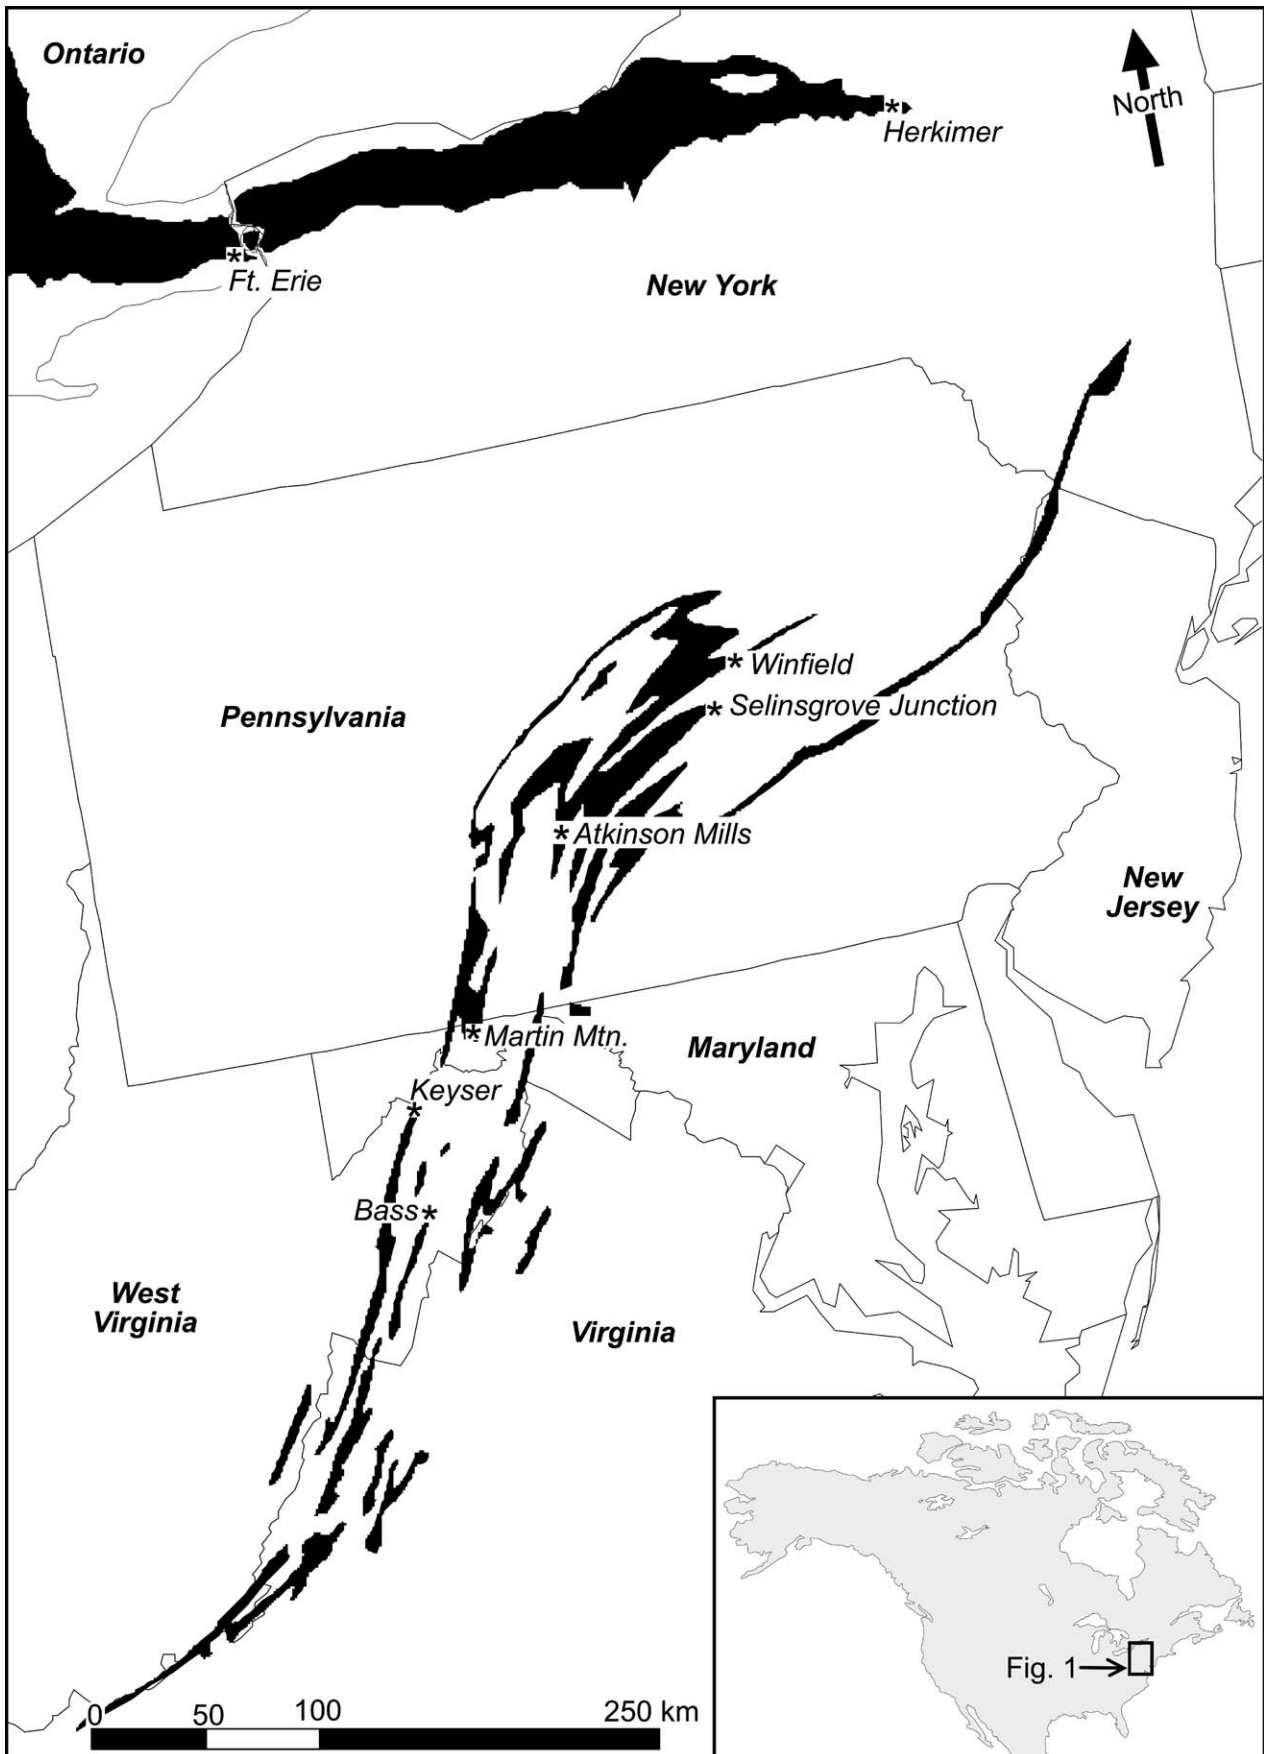 Ontario
North
* Herkimer
* Ft. Erie
New York
* Winfield
Pennsylvania
* Selinsgrove Junction
* Atkinson Mills
New
Jersey
* Martin Mtn.
Maryland
Keyser
*
Bass *
West
Virginia
Virginia
0 50 100 250 km
Fig. 1